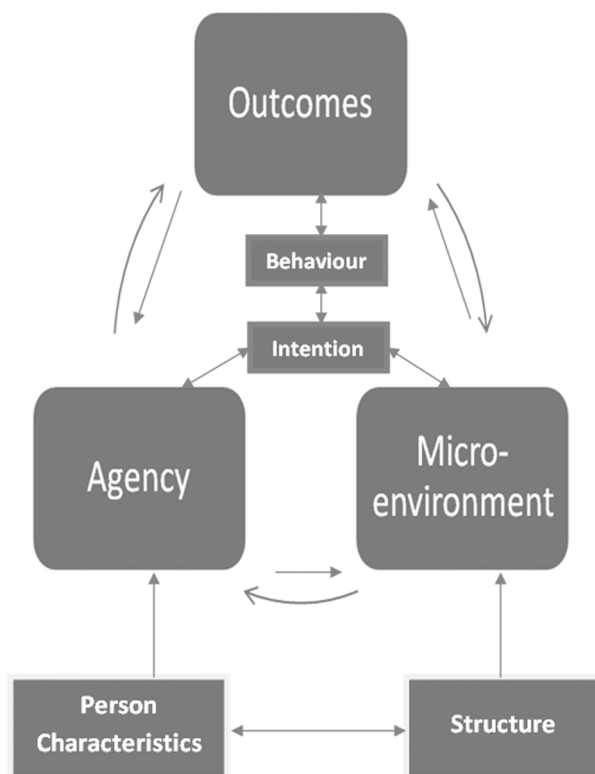 Outcomes
Behaviour
Intention
Agency
Micro-
environment
Person
Characteristics
Structure